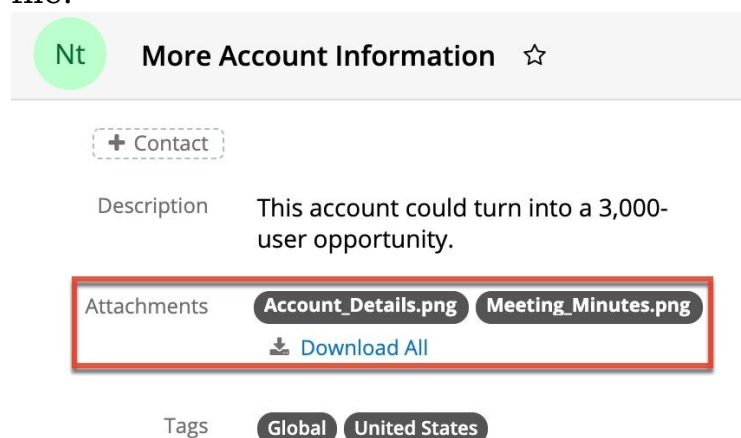 Nt More Account Information
+ Contact
Description This account could turn into a 3,000-
user opportunity.
Attachments Account_Details.png Meeting_Minutes.png
Download All
Tags Global United States